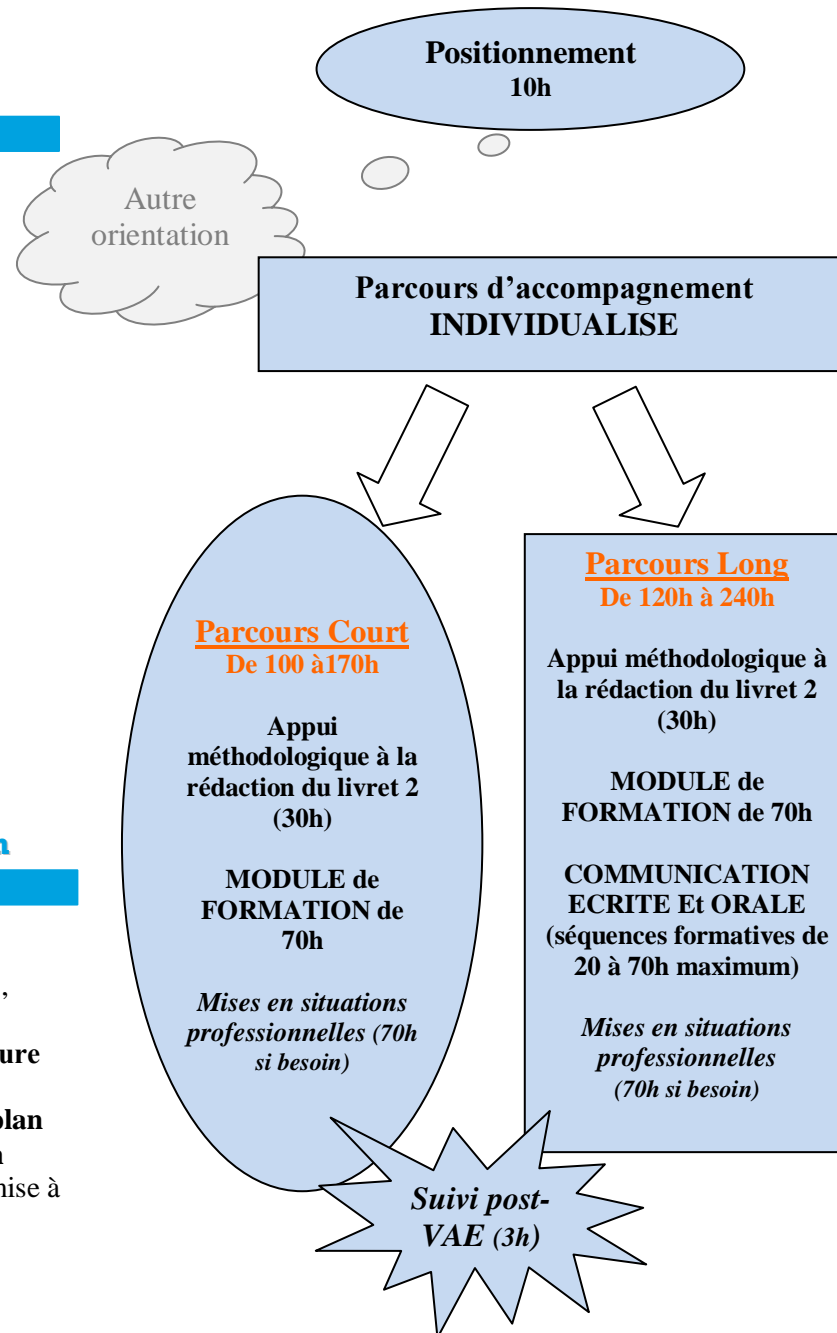 Positionnement
10h
Autre
orientation
Parcours d’accompagnement
INDIVIDUALISE
Parcours Court
De 100 à170h
Appui
méthodologique à la
rédaction du livret 2
(30h)
MODULE de
FORMATION de
70h
Mises en situations
professionnelles (70h
si besoin)
Parcours Long
De 120h à 240h
Appui méthodologique à
la rédaction du livret 2
(30h)
MODULE de
FORMATION de 70h
COMMUNICATION
ECRITE Et ORALE
(séquences formatives de
20 à 70h maximum)
Mises en situations
professionnelles
(70h si besoin)
Suivi post-
VAE (3h)